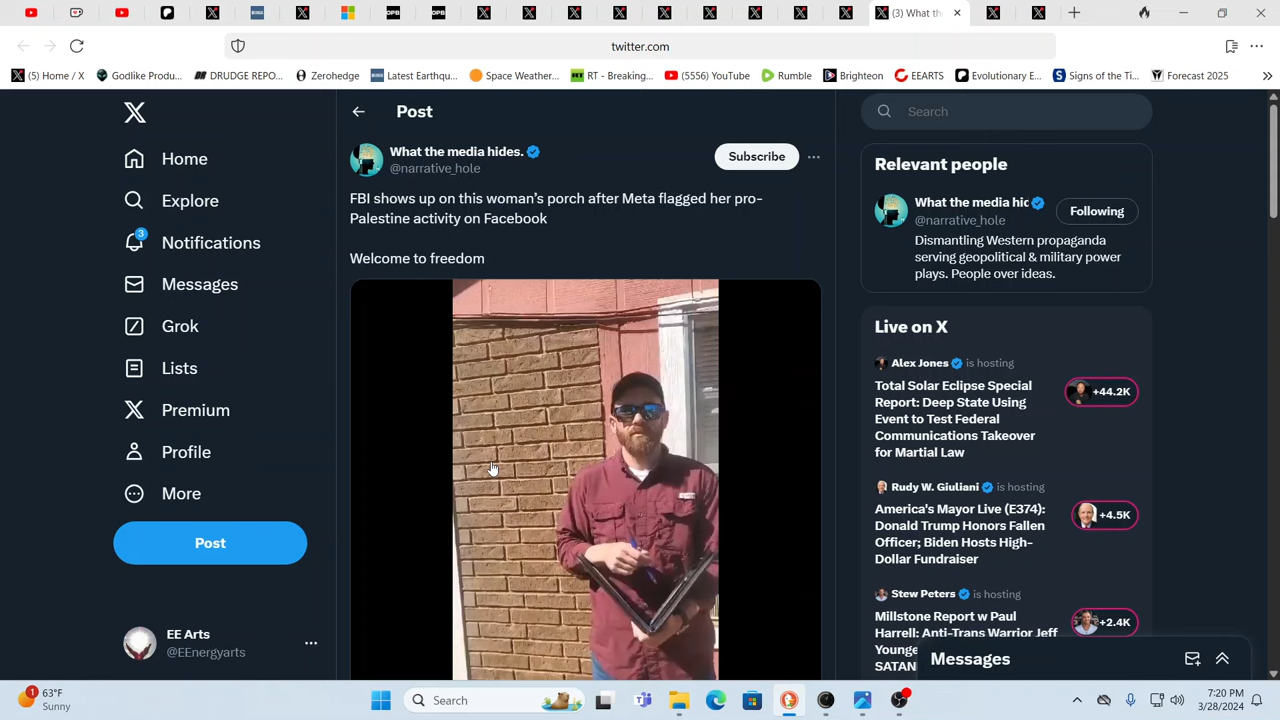 (3) What the
twitter.com
(5) Home / X
Godlike Produ...
DRUDGE REPO...
Zerohedge
Latest Earthqu...
Space Weather...
RT - Breaking...
(5556) YouTube
Rumble
Brighteon
EEARTS
Evolutionary E...
Signs of the Ti...
Forecast 2025
Home
Explore
3
Notifications
Messages
Grok
Lists
Premium
Profile
More
Post
EE Arts
@EEnergyarts
Post
What the media hides.
@narrative_hole
Subscribe
FBI shows up on this woman's porch after Meta flagged her pro-
Palestine activity on Facebook
Welcome to freedom
Search
Relevant people
What the media hid
@narrative_hole
Following
Dismantling Western propaganda
serving geopolitical & military power
plays. People over ideas.
Live on X
Alex Jones is hosting
Total Solar Eclipse Special
Report: Deep State Using
Event to Test Federal
Communications Takeover
for Martial Law
+44.2K
Rudy W. Giuliani is hosting
America's Mayor Live (E374):
Donald Trump Honors Fallen
Officer; Biden Hosts High-
Dollar Fundraiser
+4.5K
Stew Peters is hosting
Millstone Report w Paul
Harrell: Anti-Trans Warrior Jeff
Younge
SATAN
+2.4K
Messages
1
63°F
Sunny
Search
7:20 PM
3/28/2024